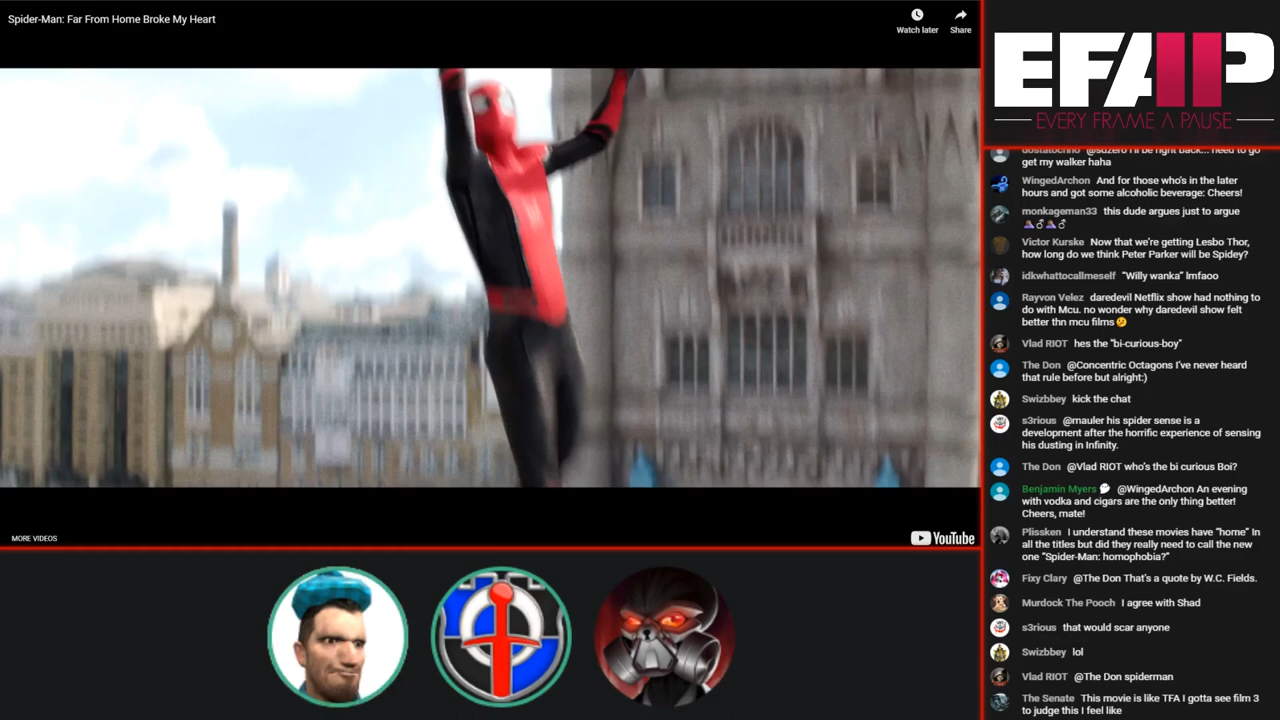 Spider-Man: Far From Home Broke My Heart
Watch later
Share
MORE VIDEOS
YouTube
EFAP
EVERY FRAME A PAUSE
dostatochno @sdzero I'll be right back... need to go
get my walker haha
WingedArchon And for those who's in the later
hours and got some alcoholic beverage: Cheers!
monkageman33 this dude argues just to argue
Victor Kurske Now that we're getting Lesbo Thor,
how long do we think Peter Parker will be Spidey?
idkwhattocallmeself “Willy wanka” lmfaoo
Rayvon Velez daredevil Netflix show had nothing to
do with Mcu. no wonder why daredevil show felt
better thn mcu films🤔
Vlad RIOT hes the "bi-curious-boy"
The Don @Concentric Octagons I've never heard
that rule before but alright:)
Swizbbey kick the chat
s3rious @mauler his spider sense is a
development after the horrific experience of sensing
his dusting in Infinity.
The Don @Vlad RIOT who's the bi curious Boi?
Benjamin Myers @WingedArchon An evening
with vodka and cigars are the only thing better!
Cheers, mate!
Plissken I understand these movies have “home” In
all the titles but did they really need to call the new
one “Spider-Man: homophobia?”
Fixy Clary @The Don That's a quote by W.C. Fields.
Murdock The Pooch I agree with Shad
s3rious that would scar anyone
Swizbbey lol
Vlad RIOT @The Don spiderman
The Senate This movie is like TFA I gotta see film 3
to judge this I feel like